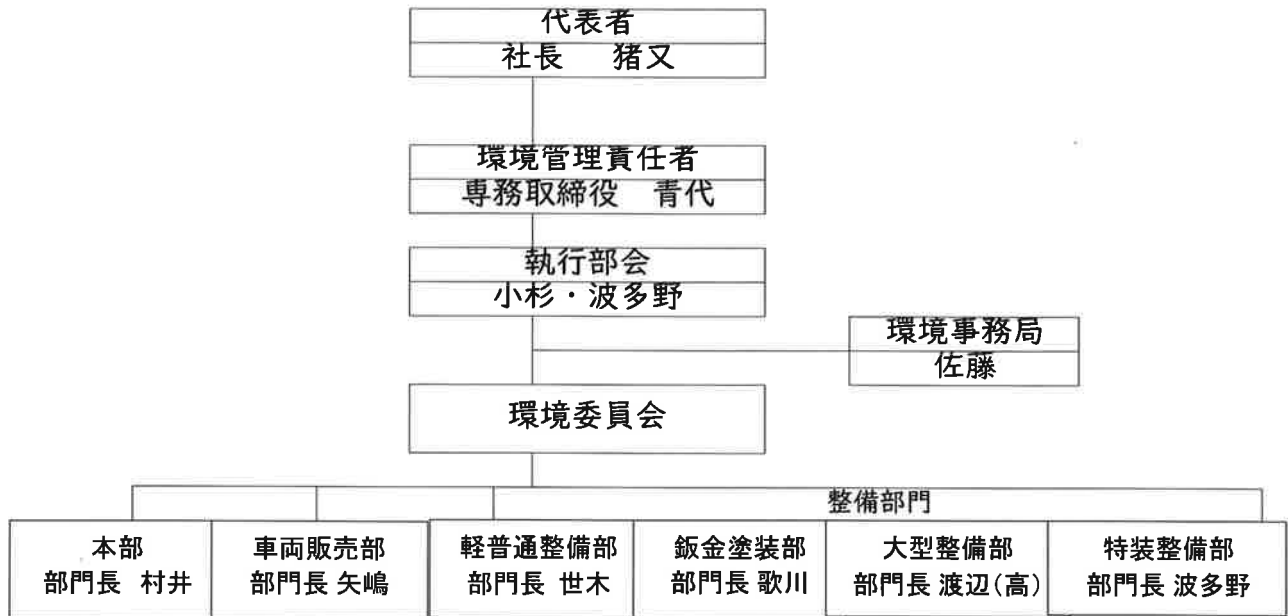 代表者
社長 猪又
環境管理責任者
専務取締役 青代
執行部会
小杉・波多野
環境事務局
佐藤
環境委員会
整備部門
本部
部門長 村井
車両販売部
部門長 矢嶋
軽普通整備部
部門長 世木
鈑金塗装部
部門長 歌川
大型整備部
部門長 渡辺(高)
特装整備部
部門長 波多野